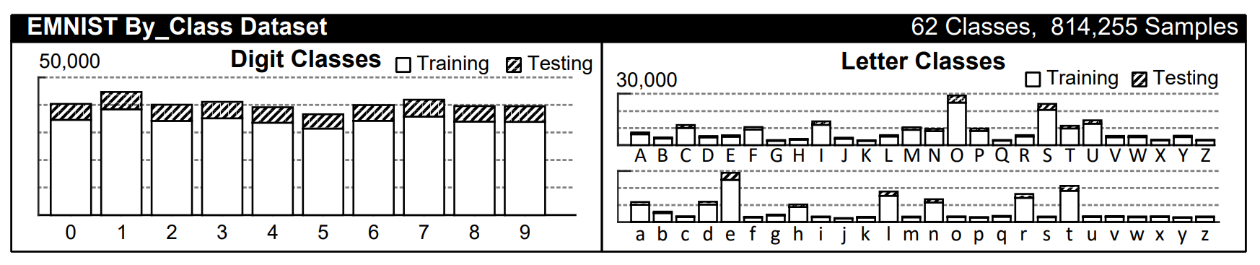 EMNIST By_Class Dataset
62 Classes, 814,255 Samples
50,000
Digit Classes
Training
Testing
0 1 2 3 4 5 6 7 8 9
Letter Classes
30,000
Training
Testing
A B C D E F G H I J K L M N O P Q R S T U V W X Y Z
a b c d e f g h i j k l m n o p q r s t u v w x y z